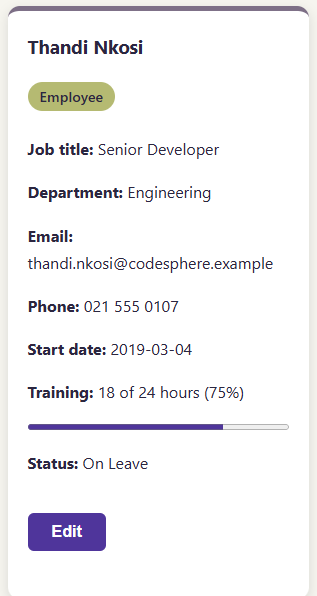 Thandi Nkosi
Employee
Job title: Senior Developer
Department: Engineering
Email:
thandi.nkosi@codesphere.example
Phone: 021 555 0107
Start date: 2019-03-04
Training: 18 of 24 hours (75%)
Status: On Leave
Edit